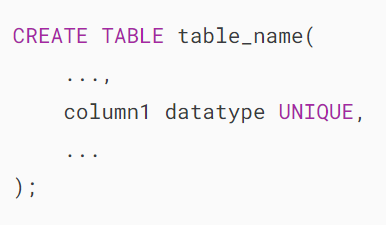 CREATE TABLE table_name(
    ...,
    column1 datatype UNIQUE,
    ...
);